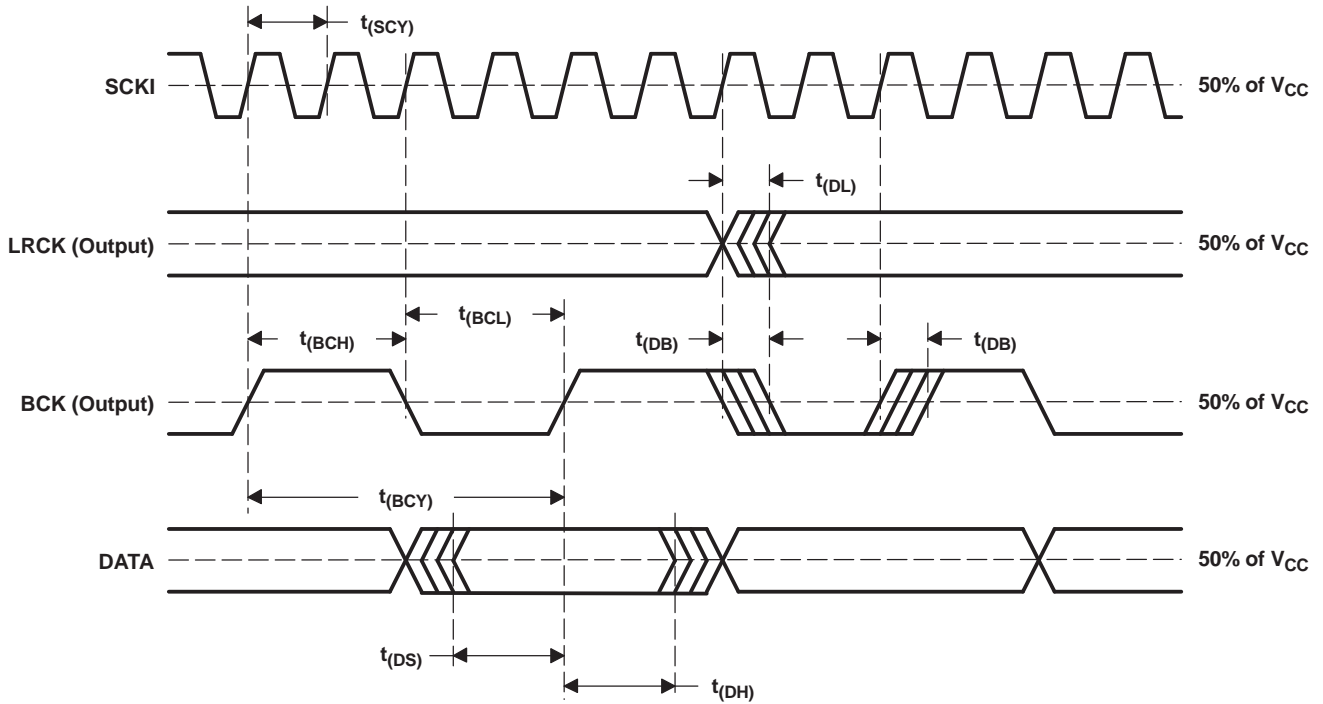 t(SCY)
SCKI
50% of VCC
t(DL)
LRCK (Output)
50% of VCC
t(BCL)
t(BCH)
t(DB)
t(DB)
BCK (Output)
50% of VCC
t(BCY)
DATA
50% of VCC
t(DS)
t(DH)